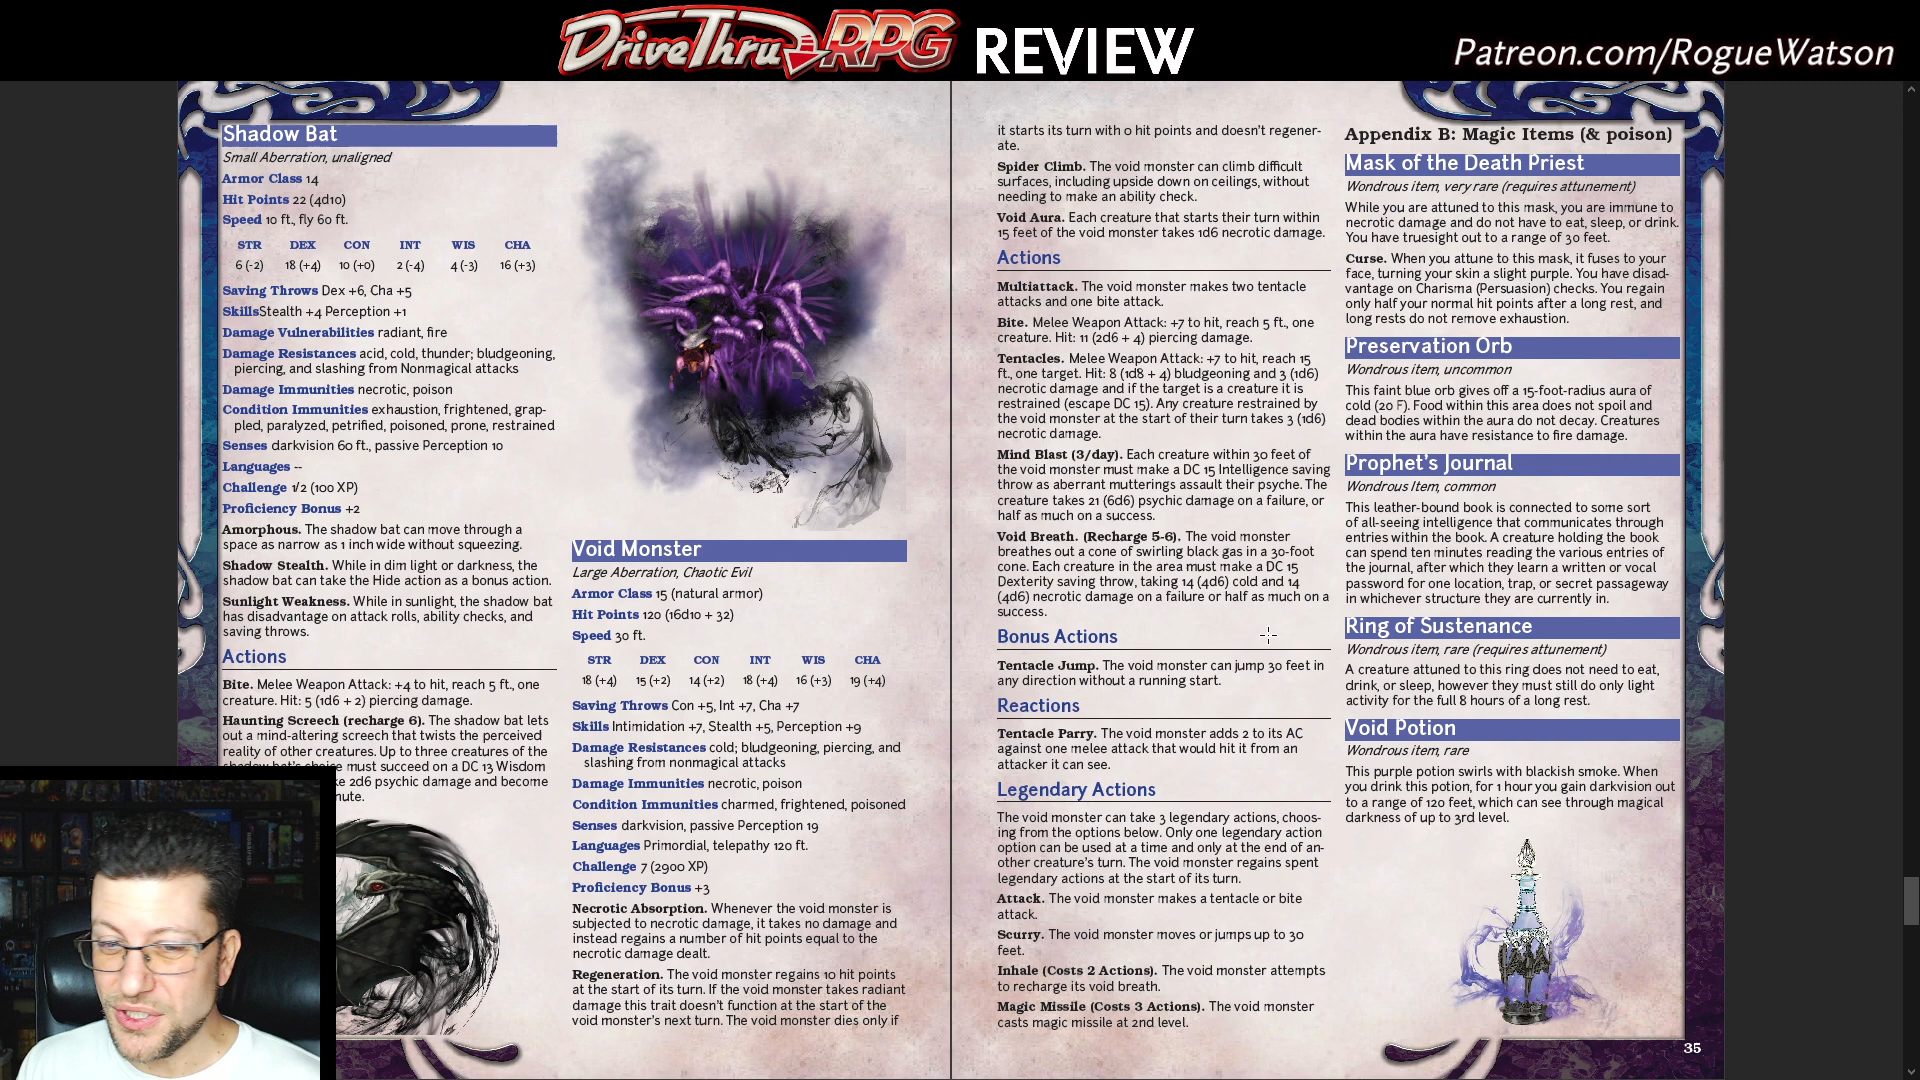 DriveThruRPG REVIEW
Patreon.com/RogueWatson
Shadow Bat
Small Aberration, unaligned
Armor Class 14
Hit Points 22 (4d10)
Speed 10 ft., fly 60 ft.
STR DEX CON INT WIS CHA
6 (-2) 18 (+4) 10 (+0) 2 (-4) 4 (-3) 16 (+3)
Saving Throws Dex +6, Cha +5
SkillsStealth +4 Perception +1
Damage Vulnerabilities radiant, fire
Damage Resistances acid, cold, thunder; bludgeoning,
piercing, and slashing from Nonmagical attacks
Damage Immunities necrotic, poison
Condition Immunities exhaustion, frightened, grap-
pled, paralyzed, petrified, poisoned, prone, restrained
Senses darkvision 60 ft., passive Perception 10
Languages --
Challenge 1/2 (100 XP)
Proficiency Bonus +2
Amorphous. The shadow bat can move through a
space as narrow as 1 inch wide without squeezing.
Shadow Stealth. While in dim light or darkness, the
shadow bat can take the Hide action as a bonus action.
Sunlight Weakness. While in sunlight, the shadow bat
has disadvantage on attack rolls, ability checks, and
saving throws.
Actions
Bite. Melee Weapon Attack: +4 to hit, reach 5 ft., one
creature. Hit: 5 (1d6 + 2) piercing damage.
Haunting Screech (recharge 6). The shadow bat lets
out a mind-altering screech that twists the perceived
reality of other creatures. Up to three creatures of the
shadow bat's choice must succeed on a DC 13 Wisdom
2d6 psychic damage and become
Void Monster
Large Aberration, Chaotic Evil
Armor Class 15 (natural armor)
Hit Points 120 (16d10 + 32)
Speed 30 ft.
STR DEX CON INT WIS CHA
18 (+4) 15 (+2) 14 (+2) 18 (+4) 16 (+3) 19 (+4)
Saving Throws Con +5, Int +7, Cha +7
Skills Intimidation +7, Stealth +5, Perception +9
Damage Resistances cold; bludgeoning, piercing, and
slashing from nonmagical attacks
Damage Immunities necrotic, poison
Condition Immunities charmed, frightened, poisoned
Senses darkvision, passive Perception 19
Languages Primordial, telepathy 120 ft.
Challenge 7 (2900 XP)
Proficiency Bonus +3
Necrotic Absorption. Whenever the void monster is
subjected to necrotic damage, it takes no damage and
instead regains a number of hit points equal to the
necrotic damage dealt.
Regeneration. The void monster regains 10 hit points
at the start of its turn. If the void monster takes radiant
damage this trait doesn't function at the start of the
void monster's next turn. The void monster dies only if
it starts its turn with 0 hit points and doesn't regener-
ate.
Spider Climb. The void monster can climb difficult
surfaces, including upside down on ceilings, without
needing to make an ability check.
Void Aura. Each creature that starts their turn within
15 feet of the void monster takes 1d6 necrotic damage.
Actions
Multiattack. The void monster makes two tentacle
attacks and one bite attack.
Bite. Melee Weapon Attack: +7 to hit, reach 5 ft., one
creature. Hit: 11 (2d6 + 4) piercing damage.
Tentacles. Melee Weapon Attack: +7 to hit, reach 15
ft., one target. Hit: 8 (1d8 + 4) bludgeoning and 3 (1d6)
necrotic damage and if the target is a creature it is
restrained (escape DC 15). Any creature restrained by
the void monster at the start of their turn takes 3 (1d6)
necrotic damage.
Mind Blast (3/day). Each creature within 30 feet of
the void monster must make a DC 15 Intelligence saving
throw as aberrant mutterings assault their psyche. The
creature takes 21 (6d6) psychic damage on a failure, or
half as much on a success.
Void Breath. (Recharge 5-6). The void monster
breathes out a cone of swirling black gas in a 30-foot
cone. Each creature in the area must make a DC 15
Dexterity saving throw, taking 14 (4d6) cold and 14
(4d6) necrotic damage on a failure or half as much on a
success.
Bonus Actions
Tentacle Jump. The void monster can jump 30 feet in
any direction without a running start.
Reactions
Tentacle Parry. The void monster adds 2 to its AC
against one melee attack that would hit it from an
attacker it can see.
Legendary Actions
The void monster can take 3 legendary actions, choos-
ing from the options below. Only one legendary action
option can be used at a time and only at the end of an-
other creature's turn. The void monster regains spent
legendary actions at the start of its turn.
Attack. The void monster makes a tentacle or bite
attack.
Scurry. The void monster moves or jumps up to 30
feet.
Inhale (Costs 2 Actions). The void monster attempts
to recharge its void breath.
Magic Missile (Costs 3 Actions). The void monster
casts magic missile at 2nd level.
Appendix B: Magic Items (& poison)
Mask of the Death Priest
Wondrous item, very rare (requires attunement)
While you are attuned to this mask, you are immune to
necrotic damage and do not have to eat, sleep, or drink.
You have truesight out to a range of 30 feet.
Curse. When you attune to this mask, it fuses to your
face, turning your skin a slight purple. You have disad-
vantage on Charisma (Persuasion) checks. You regain
only half your normal hit points after a long rest, and
long rests do not remove exhaustion.
Preservation Orb
Wondrous item, uncommon
This faint blue orb gives off a 15-foot-radius aura of
cold (20 F). Food within this area does not spoil and
dead bodies within the aura do not decay. Creatures
within the aura have resistance to fire damage.
Prophet's Journal
Wondrous Item, common
This leather-bound book is connected to some sort
of all-seeing intelligence that communicates through
entries within the book. A creature holding the book
can spend ten minutes reading the various entries of
the journal, after which they learn a written or vocal
password for one location, trap, or secret passageway
in whichever structure they are currently in.
Ring of Sustenance
Wondrous item, rare (requires attunement)
A creature attuned to this ring does not need to eat,
drink, or sleep, however they must still do only light
activity for the full 8 hours of a long rest.
Void Potion
Wondrous item, rare
This purple potion swirls with blackish smoke. When
you drink this potion, for 1 hour you gain darkvision out
to a range of 120 feet, which can see through magical
darkness of up to 3rd level.
35